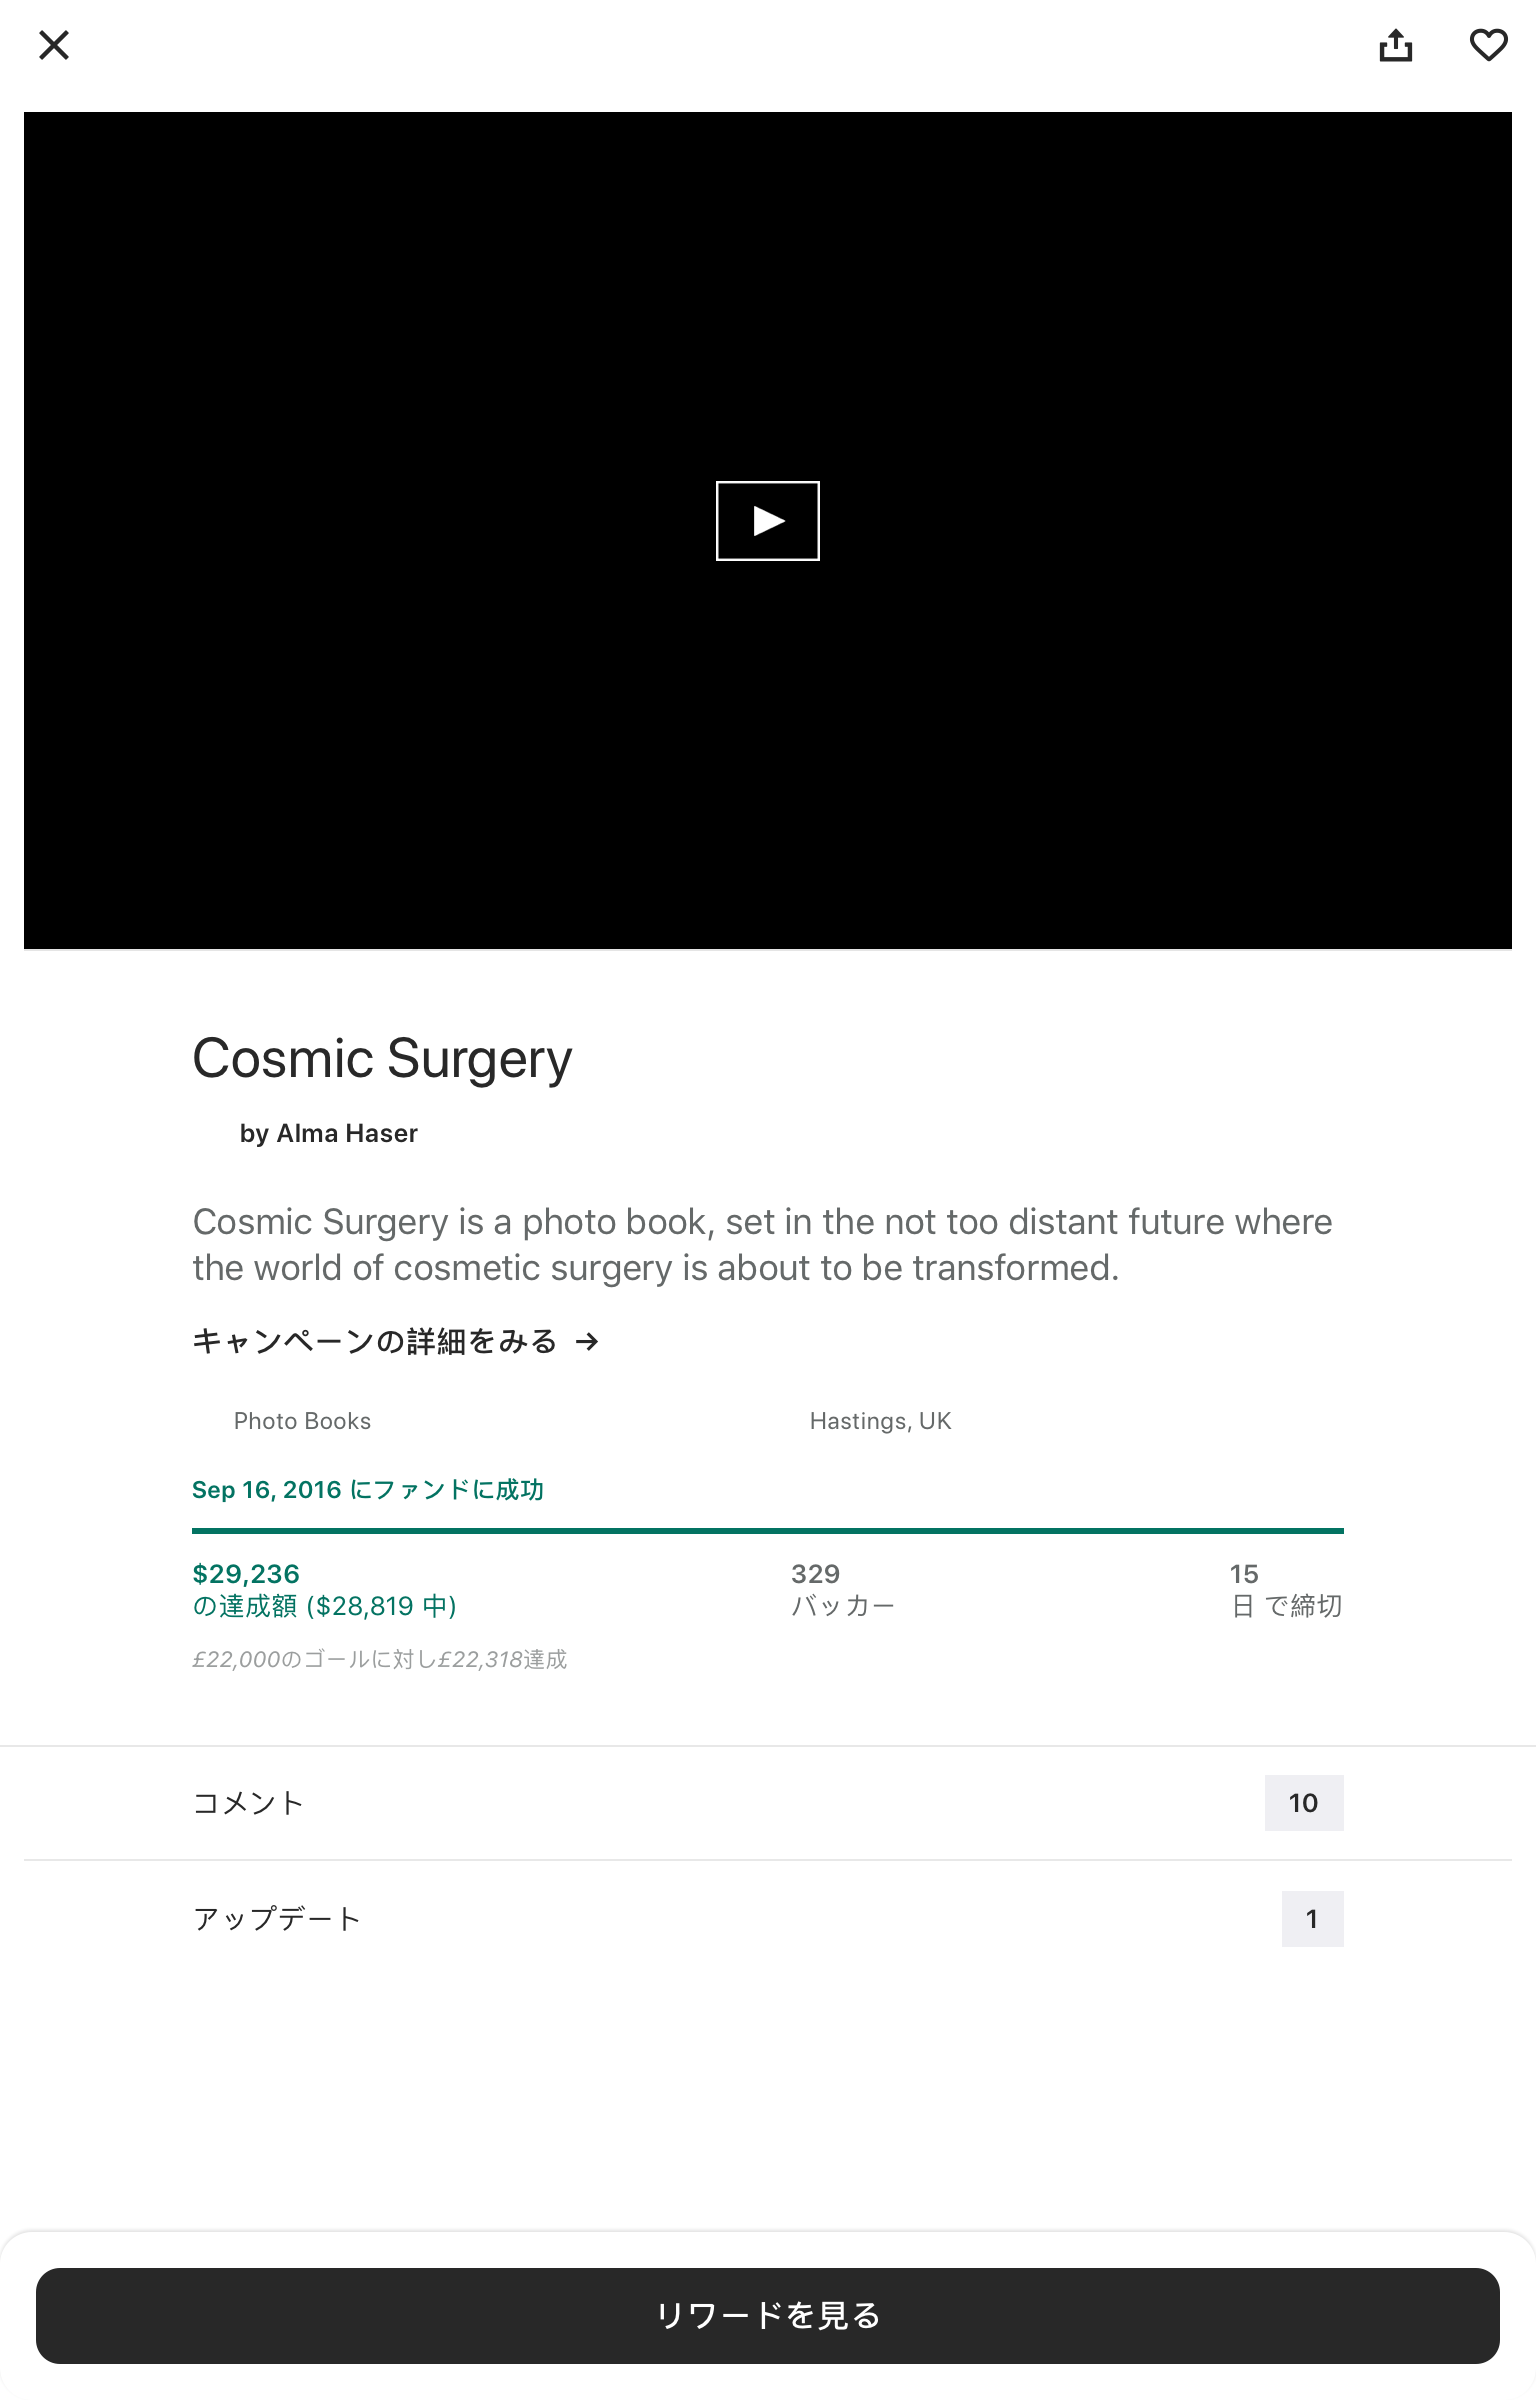 Cosmic Surgery
by Alma Haser
Cosmic Surgery is a photo book, set in the not too distant future where
the world of cosmetic surgery is about to be transformed.
キャンペーンの詳細をみる →
Photo Books
Hastings, UK
Sep 16, 2016 にファンドに成功
$29,236
の達成額 ($28,819 中)
329
バッカー
15
日 で締切
£22,000のゴールに対し£22,318達成
コメント
10
アップデート
1
リワードを見る